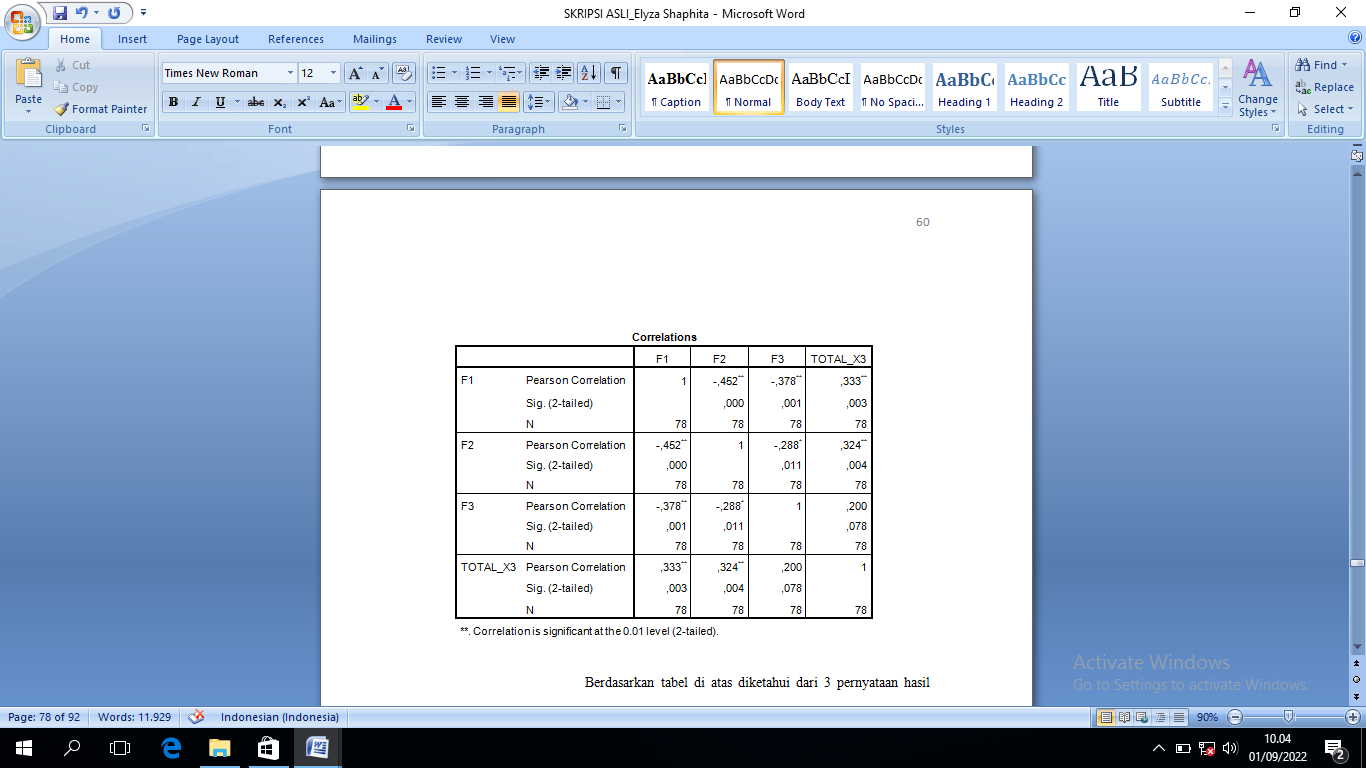 SKRIPSI ASLI_Elyza Shaphita - Microsoft Word
Home Insert Page Layout References Mailings Review View
Paste
Cut
Copy
Format Painter
Clipboard
Times New Roman 12
B I U abc x₂ x² Aa
Font
Paragraph
AaBbCcI AaBbCcDc AaBbCcI AaBbCcDc AaBbC AaBbCc AaB AaBbCc.
¶ Caption ¶ Normal Body Text ¶ No Spaci... Heading 1 Heading 2 Title Subtitle
Change
Styles
Styles
Find
Replace
Select
Editing
60
Correlations
F1 F2 F3 TOTAL_X3
F1 Pearson Correlation 1 -,452** -,378** ,333**
Sig. (2-tailed) ,000 ,001 ,003
N 78 78 78 78
F2 Pearson Correlation -,452** 1 -,288* ,324**
Sig. (2-tailed) ,000 ,011 ,004
N 78 78 78 78
F3 Pearson Correlation -,378** -,288* 1 ,200
Sig. (2-tailed) ,001 ,011 ,078
N 78 78 78 78
TOTAL_X3 Pearson Correlation ,333** ,324** ,200 1
Sig. (2-tailed) ,003 ,004 ,078
N 78 78 78 78
**. Correlation is significant at the 0.01 level (2-tailed).
Berdasarkan tabel di atas diketahui dari 3 pernyataan hasil
Activate Windows
Go to Settings to activate Windows.
Page: 78 of 92 Words: 11.929 Indonesian (Indonesia) 90%
10.04
01/09/2022
2